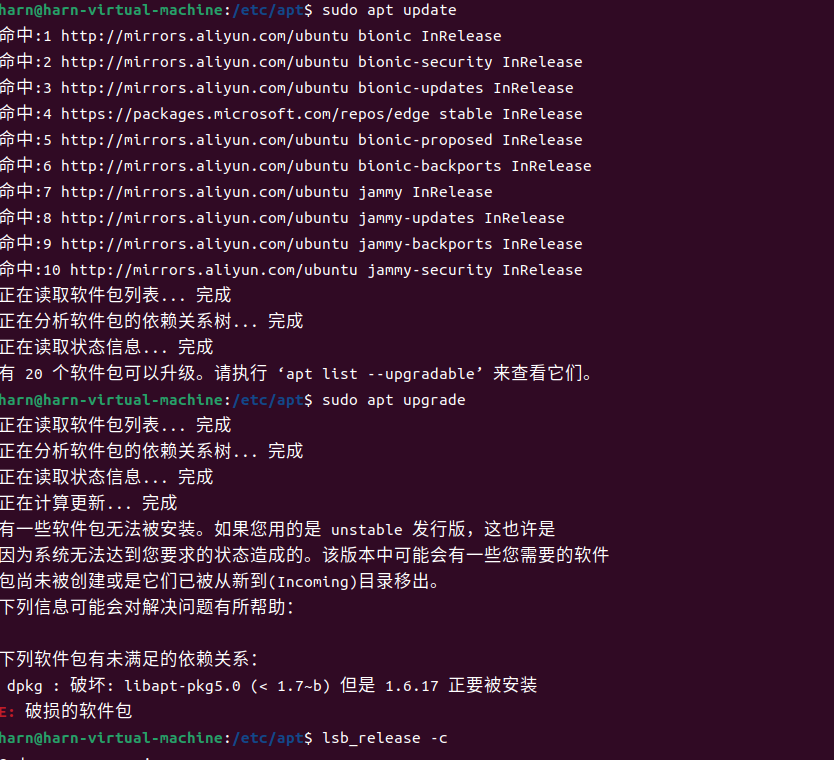 harn@harn-virtual-machine:/etc/apt$ sudo apt update
命中:1 http://mirrors.aliyun.com/ubuntu bionic InRelease
命中:2 http://mirrors.aliyun.com/ubuntu bionic-security InRelease
命中:3 http://mirrors.aliyun.com/ubuntu bionic-updates InRelease
命中:4 https://packages.microsoft.com/repos/edge stable InRelease
命中:5 http://mirrors.aliyun.com/ubuntu bionic-proposed InRelease
命中:6 http://mirrors.aliyun.com/ubuntu bionic-backports InRelease
命中:7 http://mirrors.aliyun.com/ubuntu jammy InRelease
命中:8 http://mirrors.aliyun.com/ubuntu jammy-updates InRelease
命中:9 http://mirrors.aliyun.com/ubuntu jammy-backports InRelease
命中:10 http://mirrors.aliyun.com/ubuntu jammy-security InRelease
正在读取软件包列表... 完成
正在分析软件包的依赖关系树... 完成
正在读取状态信息... 完成
有 20 个软件包可以升级。请执行 ‘apt list --upgradable’ 来查看它们。
harn@harn-virtual-machine:/etc/apt$ sudo apt upgrade
正在读取软件包列表... 完成
正在分析软件包的依赖关系树... 完成
正在读取状态信息... 完成
正在计算更新... 完成
有一些软件包无法被安装。如果您用的是 unstable 发行版，这也许是
因为系统无法达到您要求的状态造成的。该版本中可能会有一些您需要的软件
包尚未被创建或是它们已被从新到(Incoming)目录移出。
下列信息可能会对解决问题有所帮助：
下列软件包有未满足的依赖关系：
dpkg : 破坏: libapt-pkg5.0 (< 1.7~b) 但是 1.6.17 正要被安装
E: 破损的软件包
harn@harn-virtual-machine:/etc/apt$ lsb_release -c